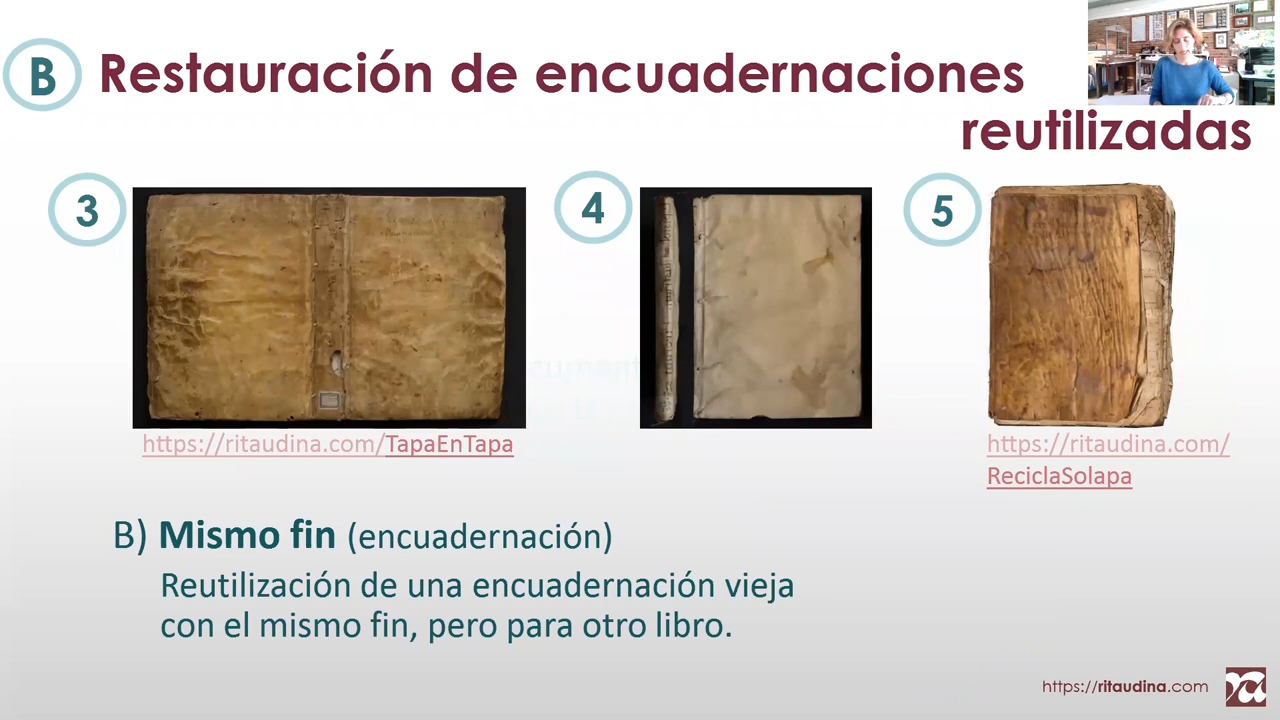 B Restauración de encuadernaciones
reutilizadas
3
4
5
https://ritaudina.com/TapaEnTapa
https://ritaudina.com/
ReciclaSolapa
B) Mismo fin (encuadernación)
Reutilización de una encuadernación vieja
con el mismo fin, pero para otro libro.
https://ritaudina.com